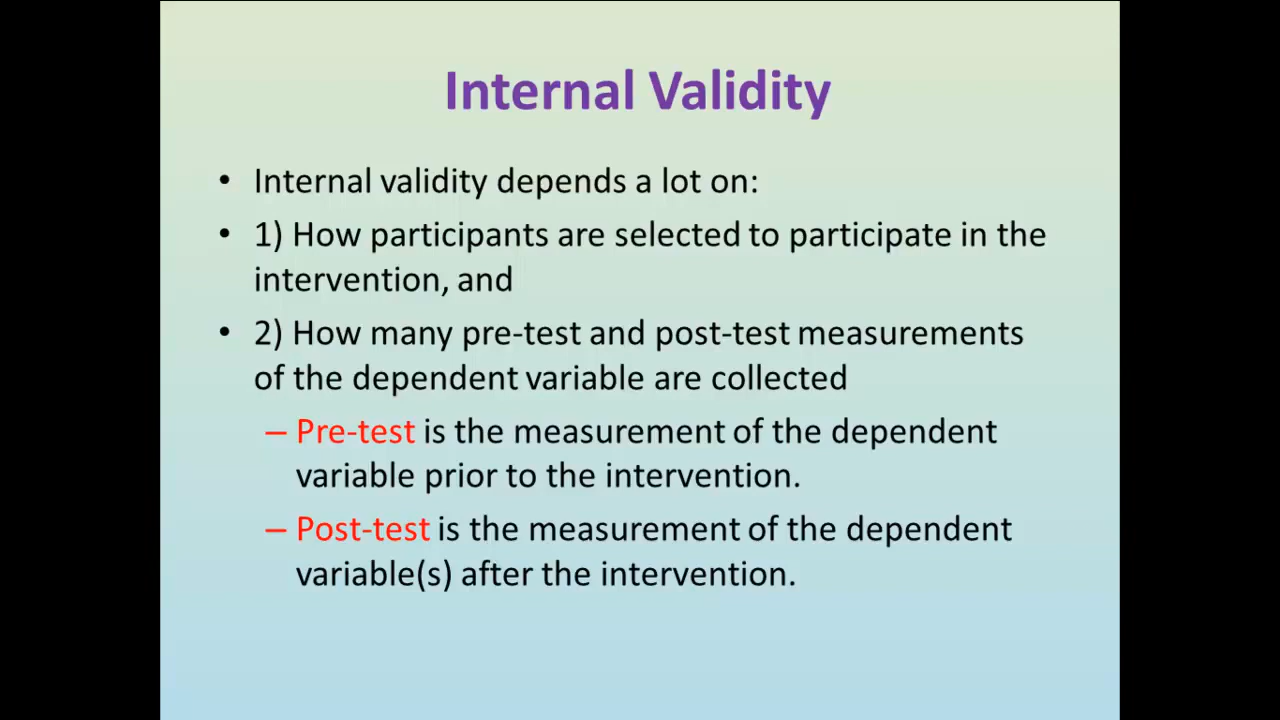 Internal Validity
• Internal validity depends a lot on:
• 1) How participants are selected to participate in the
intervention, and
• 2) How many pre-test and post-test measurements
of the dependent variable are collected
– Pre-test is the measurement of the dependent
variable prior to the intervention.
– Post-test is the measurement of the dependent
variable(s) after the intervention.